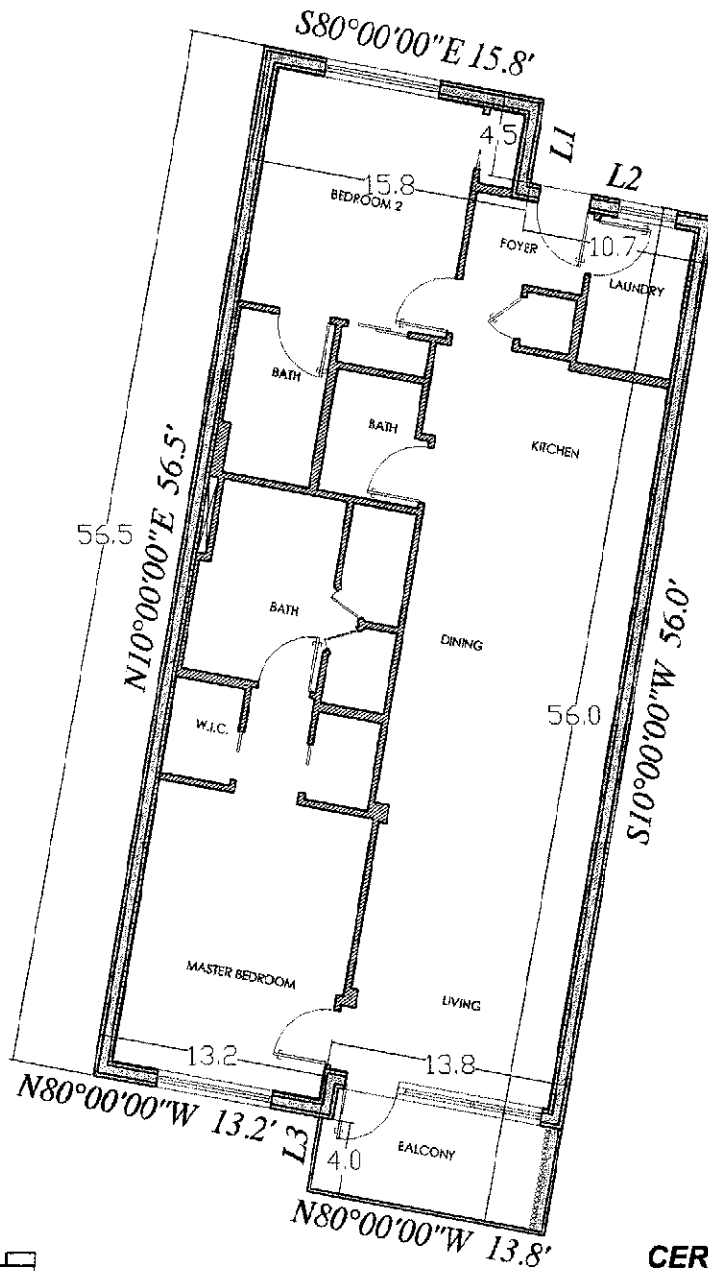 S80°00'00"E 15.8'
4.5
L1
L2
15.8
BEDROOM 2
FOYER
10.7
LAUNDRY
BATH
BATH
KITCHEN
N10°00'00"E 56.5'
56.5
BATH
DINING
56.0
S10°00'00"W 56.0'
W.I.C.
MASTER BEDROOM
LIVING
13.2
13.8
N80°00'00"W 13.2'
L3
4.0
BALCONY
N80°00'00"W 13.8'
CER